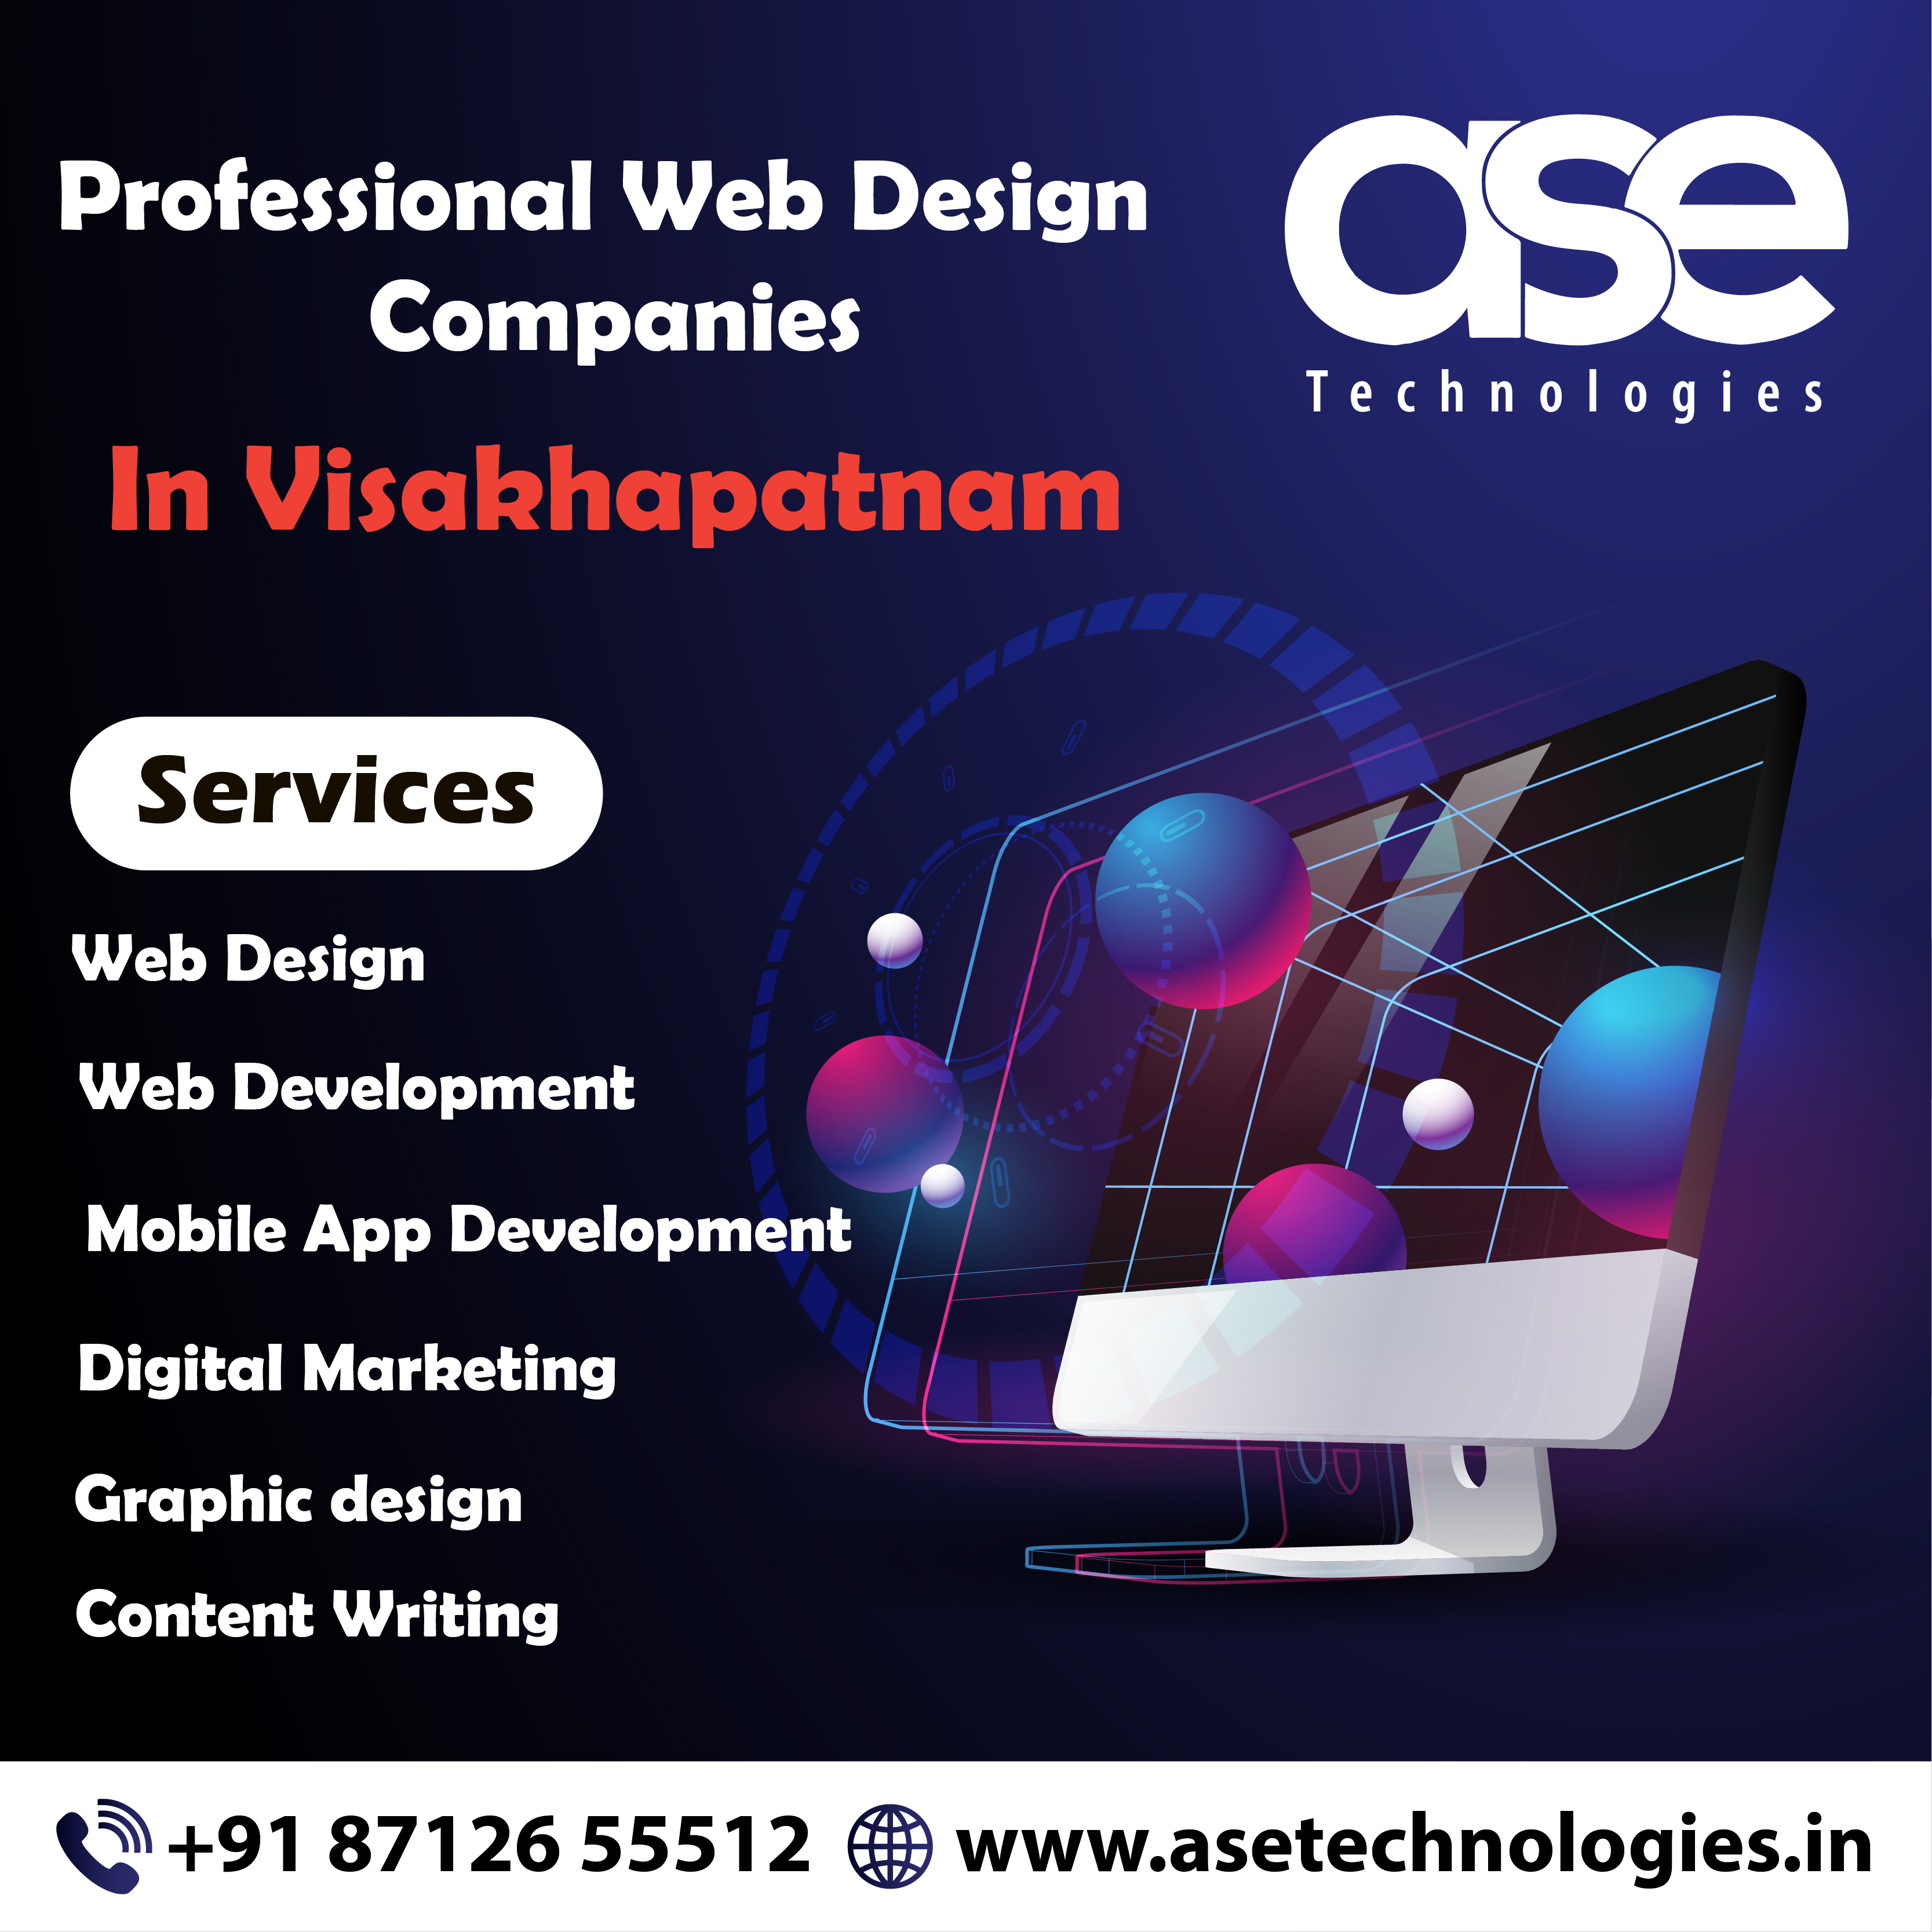 Professional Web Design
Companies
In Visakhapatnam
ase
Technologies
Services
Web Design
Web Development
Mobile App Development
Digital Marketing
Graphic design
Content Writing
+91 87126 55512
www.asetechnologies.in